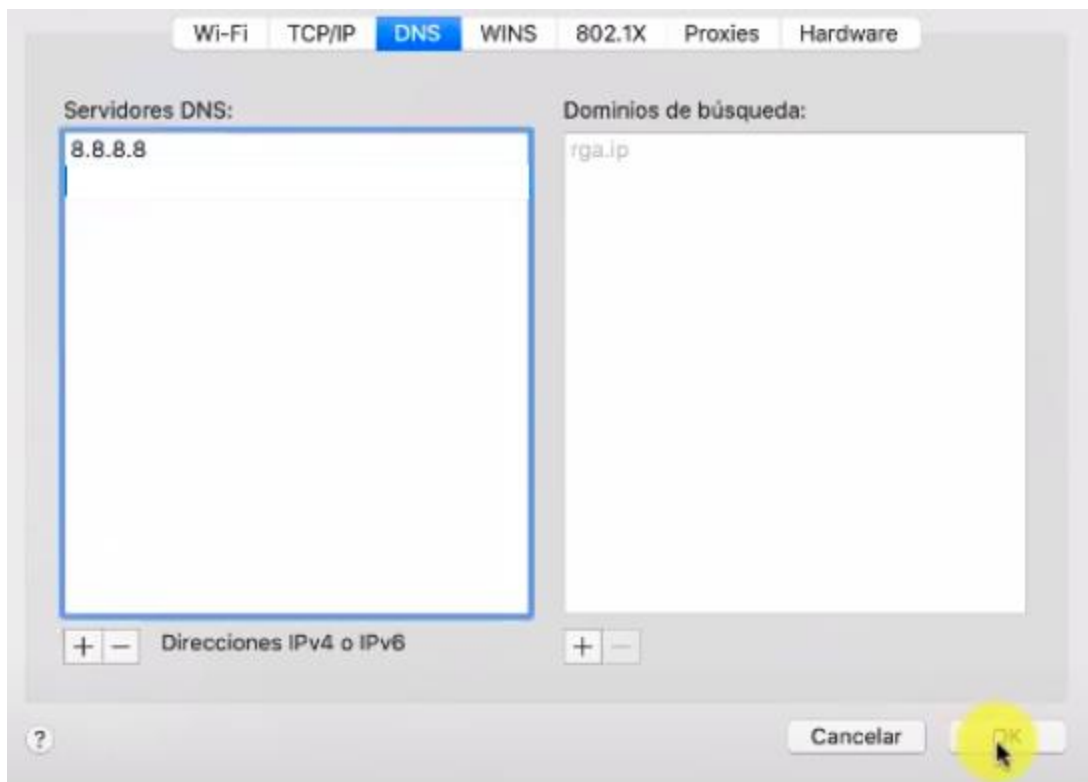 Wi-Fi TCP/IP DNS WINS 802.1X Proxies Hardware
Servidores DNS:
8.8.8.8
Dominios de búsqueda:
rga.ip
+ − Direcciones IPv4 o IPv6
+ −
? Cancelar OK